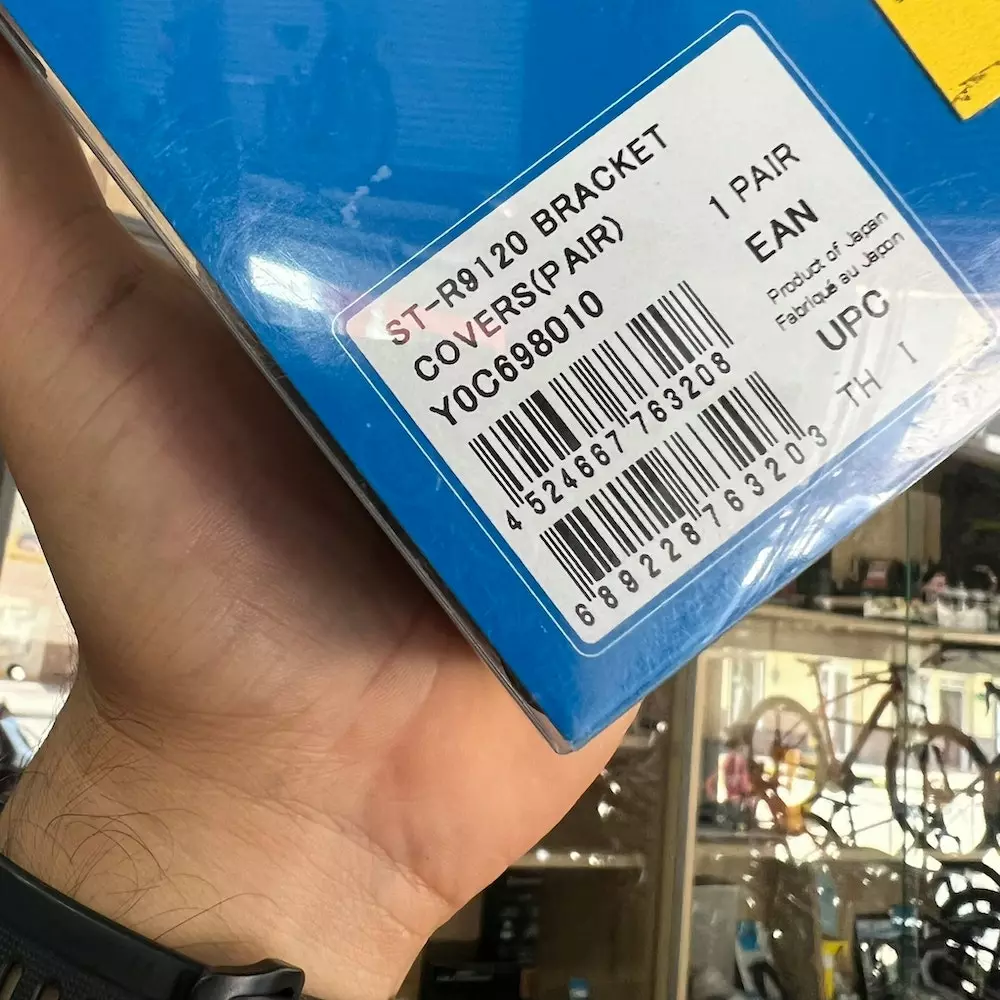 ST-R9120 BRACKET
COVERS(PAIR)
Y0C698010
1 PAIR
4 524667 763208
EAN
Product of Japan
Fabriqué au Japon
6 89228 76320 3
UPC
TH I